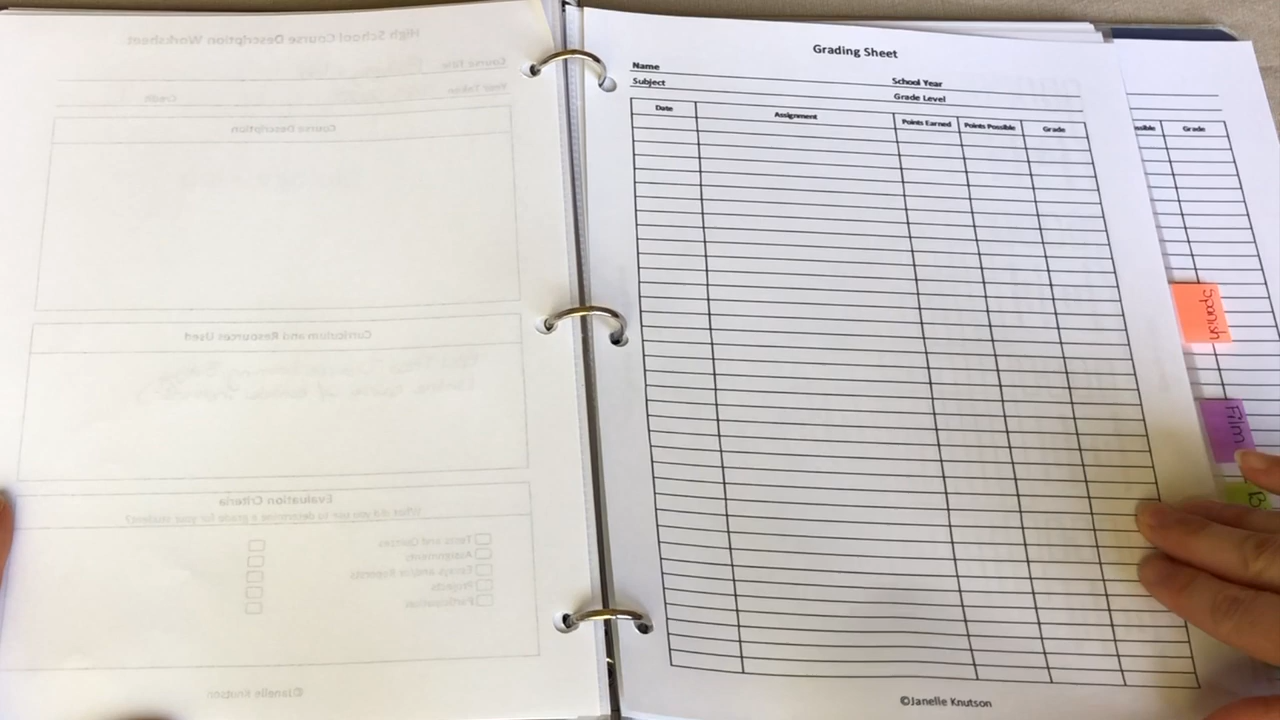 High School Course Description Worksheet
Course Title
Year Taken Credit
Course Description
Curriculum and Resources Used
Evaluation Criteria
What did you use to determine a grade for your student?
Tests and Quizzes
Assignments
Essays and/or Reports
Projects
Participation
©Janelle Knutson
Grading Sheet
Name
Subject School Year
Grade Level
Date Assignment Points Earned Points Possible Grade
©Janelle Knutson
ssible Grade
Spanish
Film